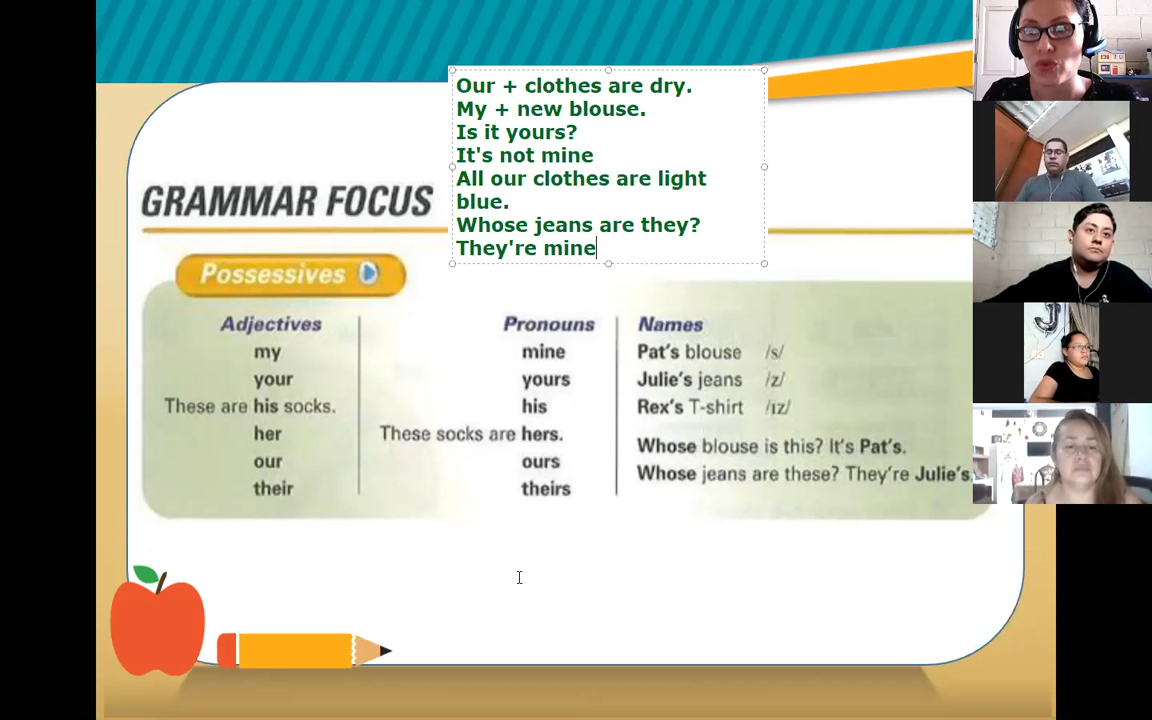 Our + clothes are dry.
My + new blouse.
Is it yours?
It's not mine
All our clothes are light
blue.
Whose jeans are they?
They're mine
GRAMMAR FOCUS
Possessives
Adjectives
my
your
These are his socks.
her
our
their
Pronouns
mine
yours
his
These socks are hers.
ours
theirs
Names
Pat's blouse /s/
Julie's jeans /z/
Rex's T-shirt /ɪz/
Whose blouse is this? It's Pat's.
Whose jeans are these? They're Julie's
J